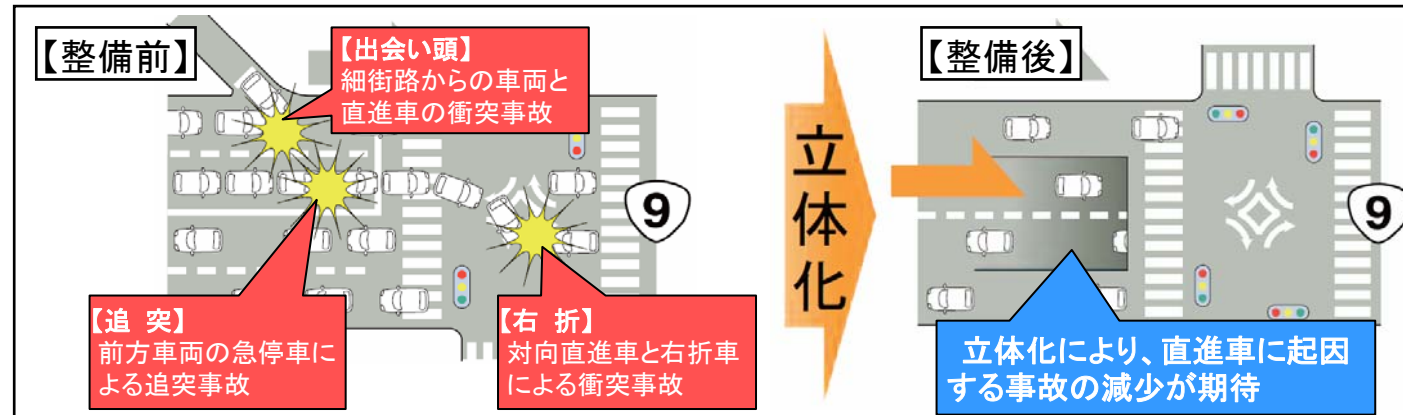 【整備前】
【出会い頭】
細街路からの車両と
直進車の衝突事故
9
【追 突】
前方車両の急停車に
よる追突事故
【右 折】
対向直進車と右折車
による衝突事故
立体化
【整備後】
9
立体化により、直進車に起因
する事故の減少が期待